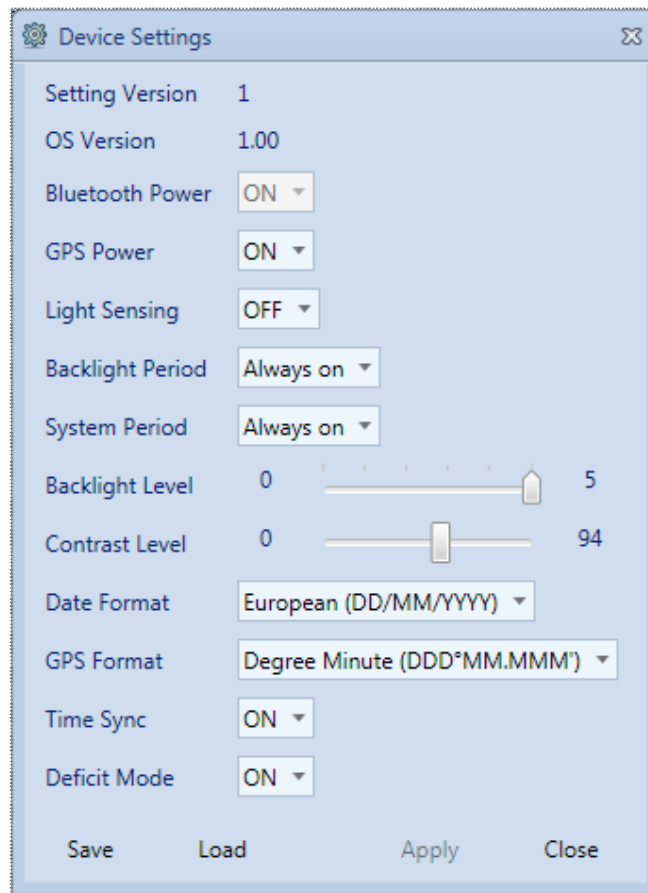 Device Settings
Setting Version 1
OS Version 1.00
Bluetooth Power ON
GPS Power ON
Light Sensing OFF
Backlight Period Always on
System Period Always on
Backlight Level 0 5
Contrast Level 0 94
Date Format European (DD/MM/YYYY)
GPS Format Degree Minute (DDD°MM.MMM')
Time Sync ON
Deficit Mode ON
Save Load Apply Close